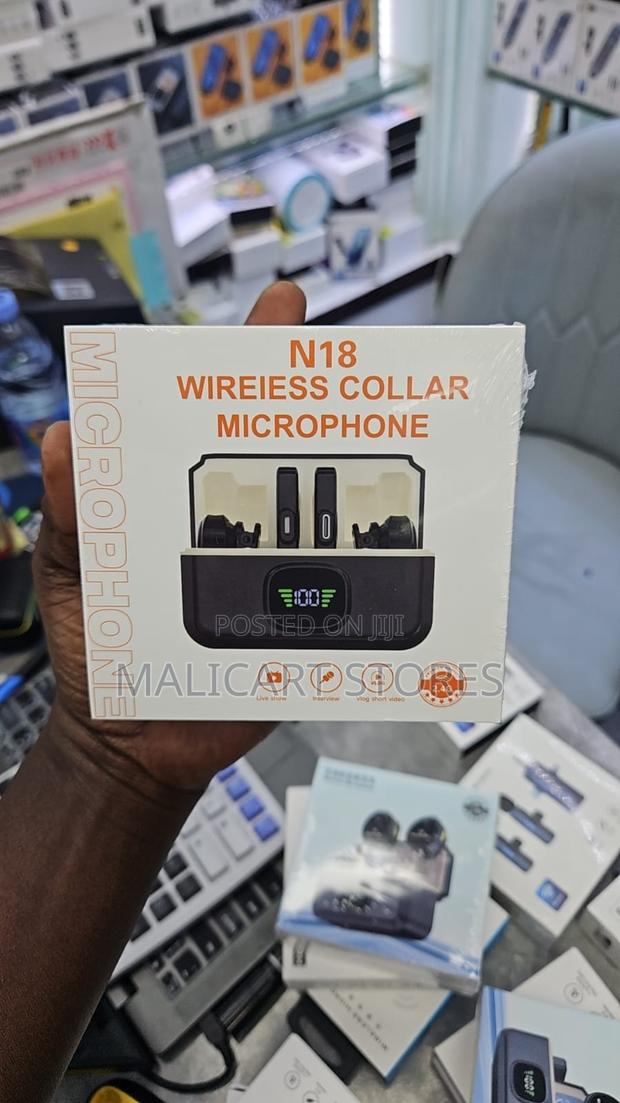 N18
WIREIESS COLLAR
MICROPHONE
MICROPHONE
100
POSTED ON JIJI
MALICART STORES
Live show
Interview
vlog short video